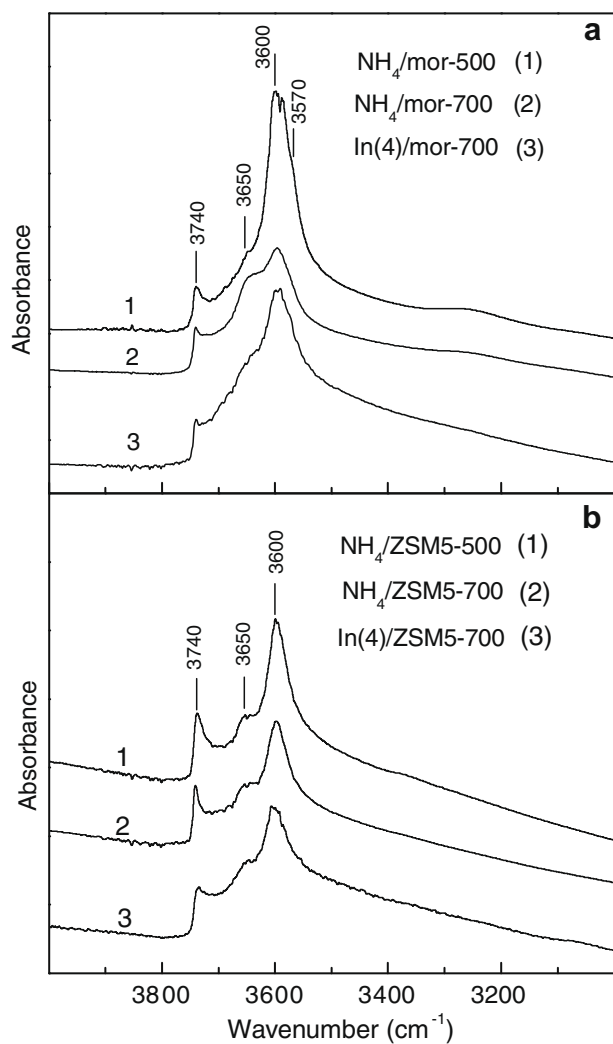 a
3600
NH₄/mor-500 (1)
3570
NH₄/mor-700 (2)
In(4)/mor-700 (3)
3650
3740
Absorbance
1
2
3
b
3600
NH₄/ZSM5-500 (1)
NH₄/ZSM5-700 (2)
In(4)/ZSM5-700 (3)
3740
3650
Absorbance
1
2
3
3800 3600 3400 3200
Wavenumber (cm⁻¹)